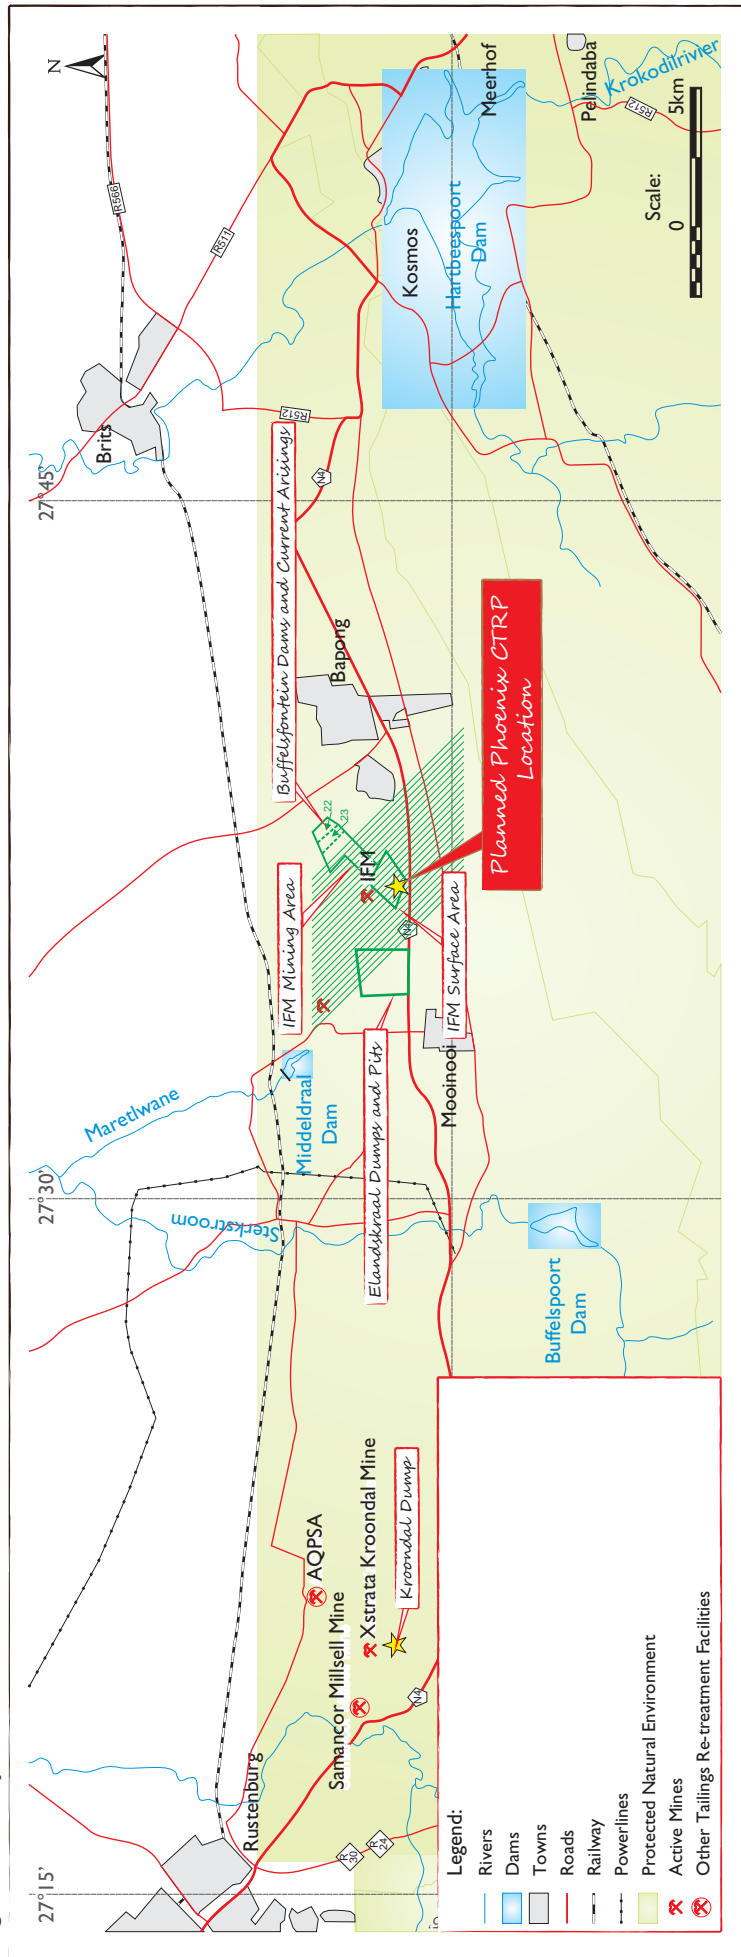 N
27°15'
27°30'
27°45'
R566
R511
Brits
R512
N4
Buffelsfontein Dams and Current Arisings
Bapong
22
23
IFM Mining Area
IFM
IFM Surface Area
N4
Planned Phoenix CTRP
Location
Elandskraal Dumps and Pits
Mooinooi
Maretlwane
Middeldraal
Dam
Sterkstroom
Buffelspoort
Dam
Kosmos
Hartbeespoort
Dam
Meerhof
Pelindaba
Krokodilrivier
R512
Scale:
0
5km
AQPSA
Xstrata Kroondal Mine
Samancor Millsell Mine
Kroondal Dump
N4
Rustenburg
R
30
R
24
Legend:
Rivers
Dams
Towns
Roads
Railway
Powerlines
Protected Natural Environment
Active Mines
Other Tailings Re-treatment Facilities